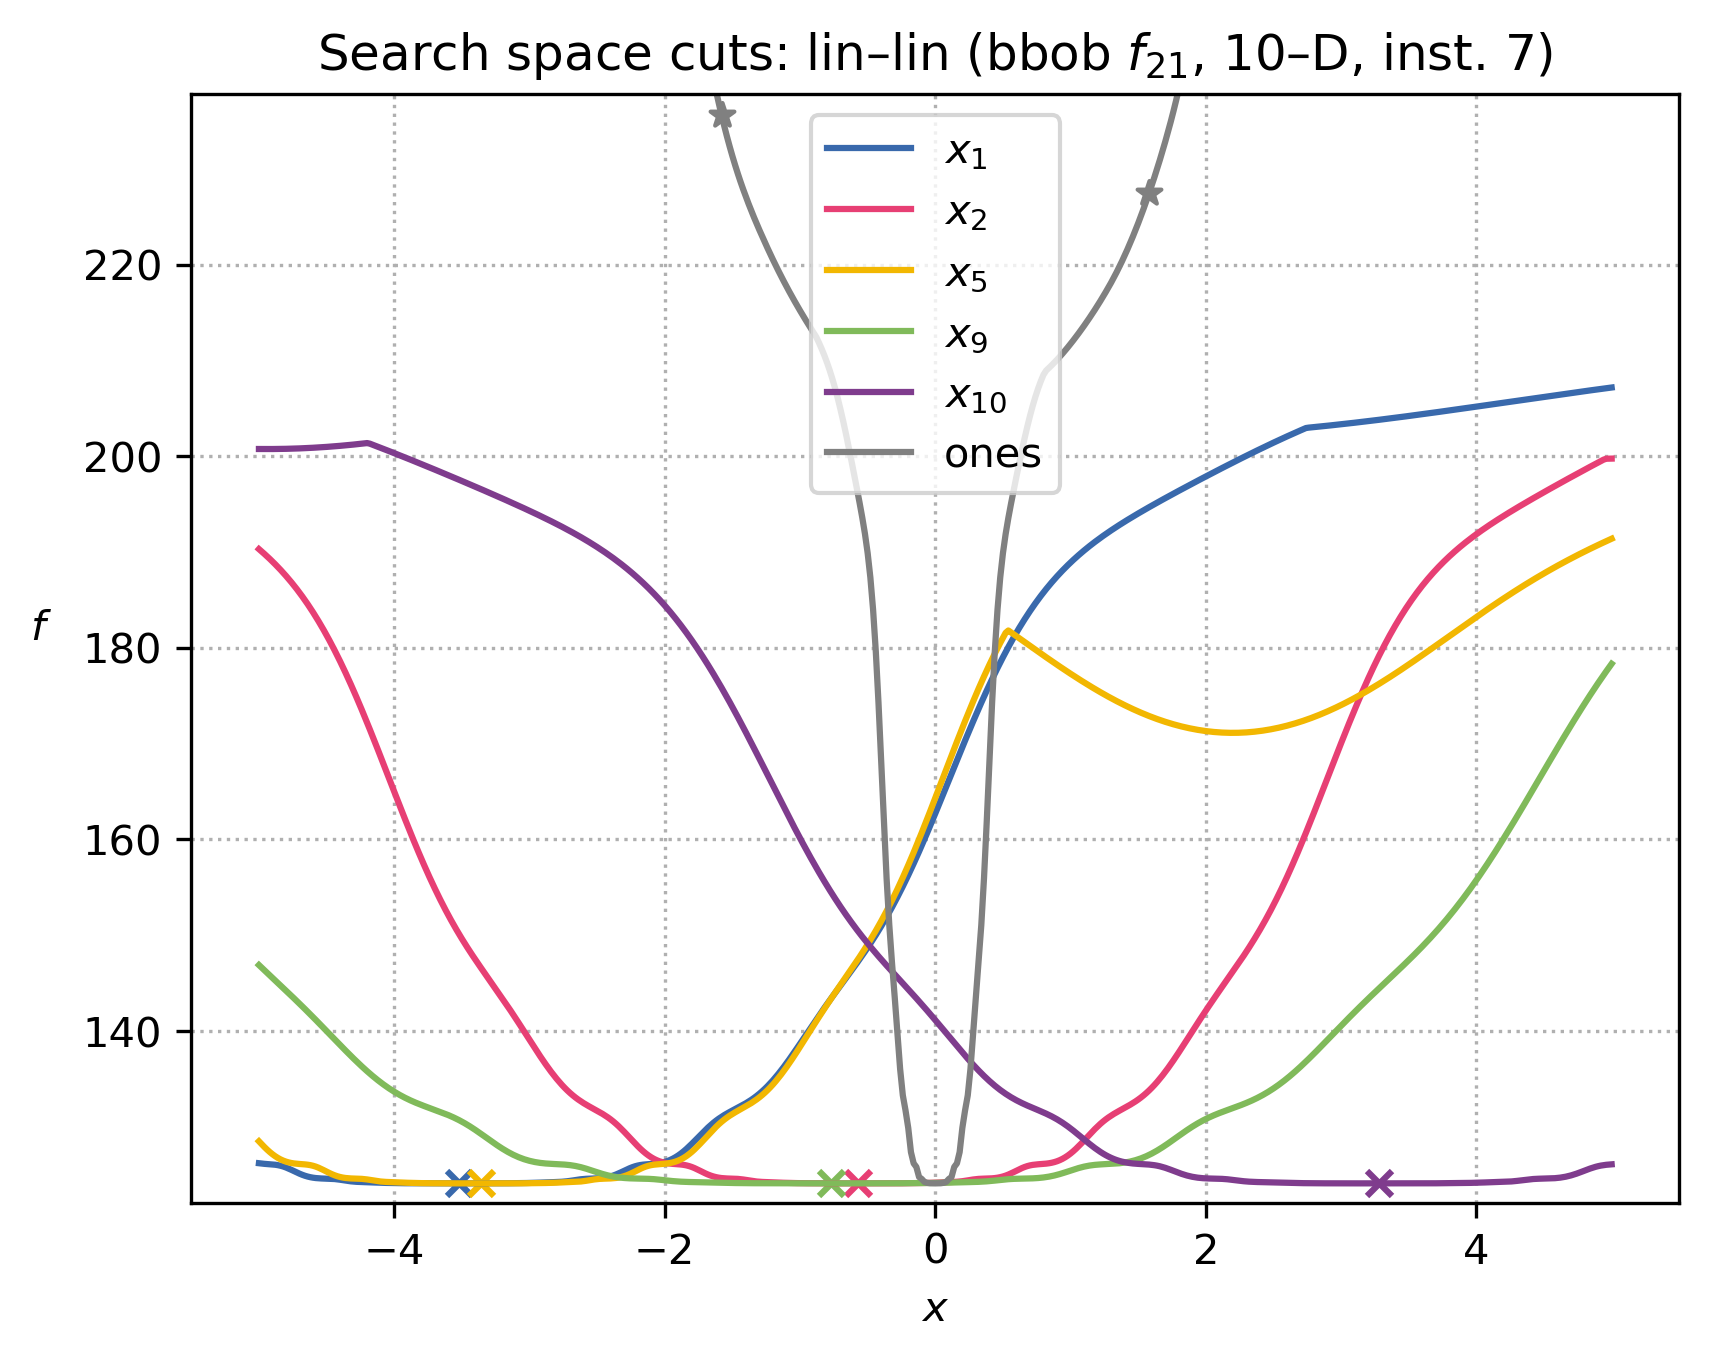 Search space cuts: lin–lin (bbob f₂₁, 10–D, inst. 7)
x₁
x₂
x₅
x₉
x₁₀
ones
220
200
180
160
140
f
−4
−2
0
2
4
x